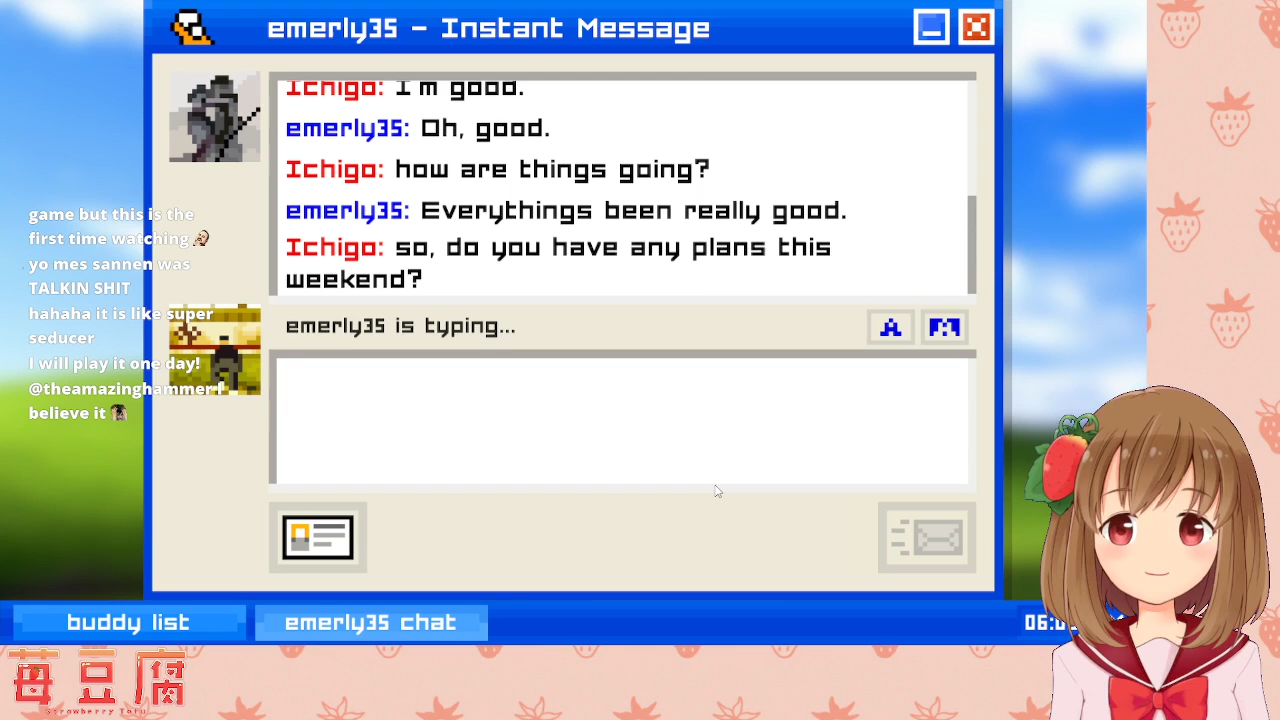 emerly35 - Instant Message
Ichigo: I'm good.
emerly35: Oh, good.
Ichigo: how are things going?
emerly35: Everythings been really good.
Ichigo: so, do you have any plans this
weekend?
emerly35 is typing...
A
game but this is the
first time watching
yo mes sannen was
TALKIN SHIT
hahaha it is like super
seducer
I will play it one day!
@theamazinghammer I
believe it
buddy list
emerly35 chat
苺豆腐
Strawberry Tofu